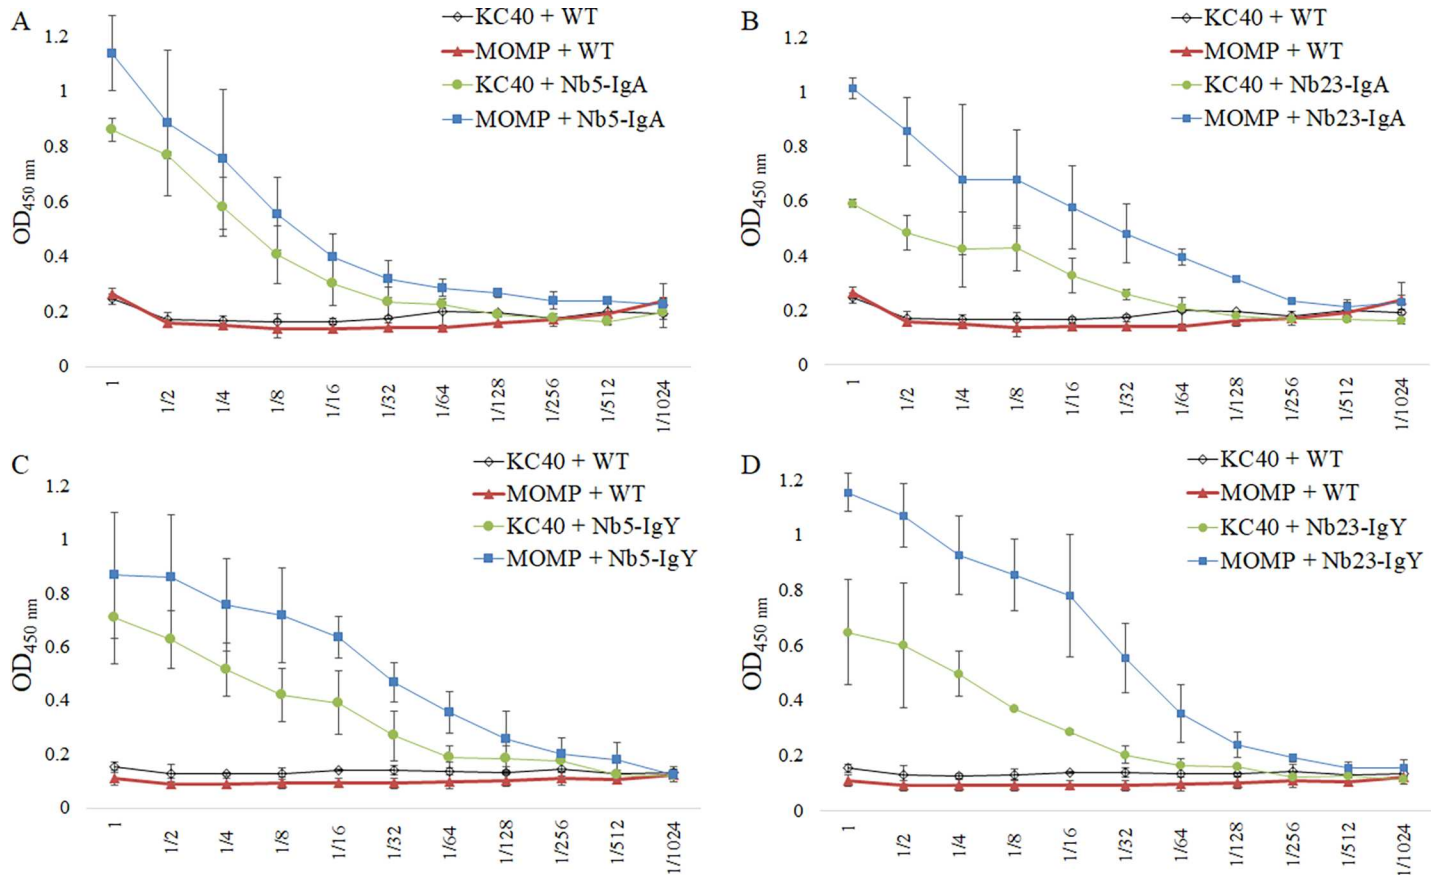 A
KC40 + WT
MOMP + WT
KC40 + Nb5-IgA
MOMP + Nb5-IgA
OD450 nm
1.2
1
0.8
0.6
0.4
0.2
0
1 1/2 1/4 1/8 1/16 1/32 1/64 1/128 1/256 1/512 1/1024
B
KC40 + WT
MOMP + WT
KC40 + Nb23-IgA
MOMP + Nb23-IgA
OD450 nm
1.2
1
0.8
0.6
0.4
0.2
0
1 1/2 1/4 1/8 1/16 1/32 1/64 1/128 1/256 1/512 1/1024
C
KC40 + WT
MOMP + WT
KC40 + Nb5-IgY
MOMP + Nb5-IgY
OD450 nm
1.2
1
0.8
0.6
0.4
0.2
0
1 1/2 1/4 1/8 1/16 1/32 1/64 1/128 1/256 1/512 1/1024
D
KC40 + WT
MOMP + WT
KC40 + Nb23-IgY
MOMP + Nb23-IgY
OD450 nm
1.2
1
0.8
0.6
0.4
0.2
0
1 1/2 1/4 1/8 1/16 1/32 1/64 1/128 1/256 1/512 1/1024